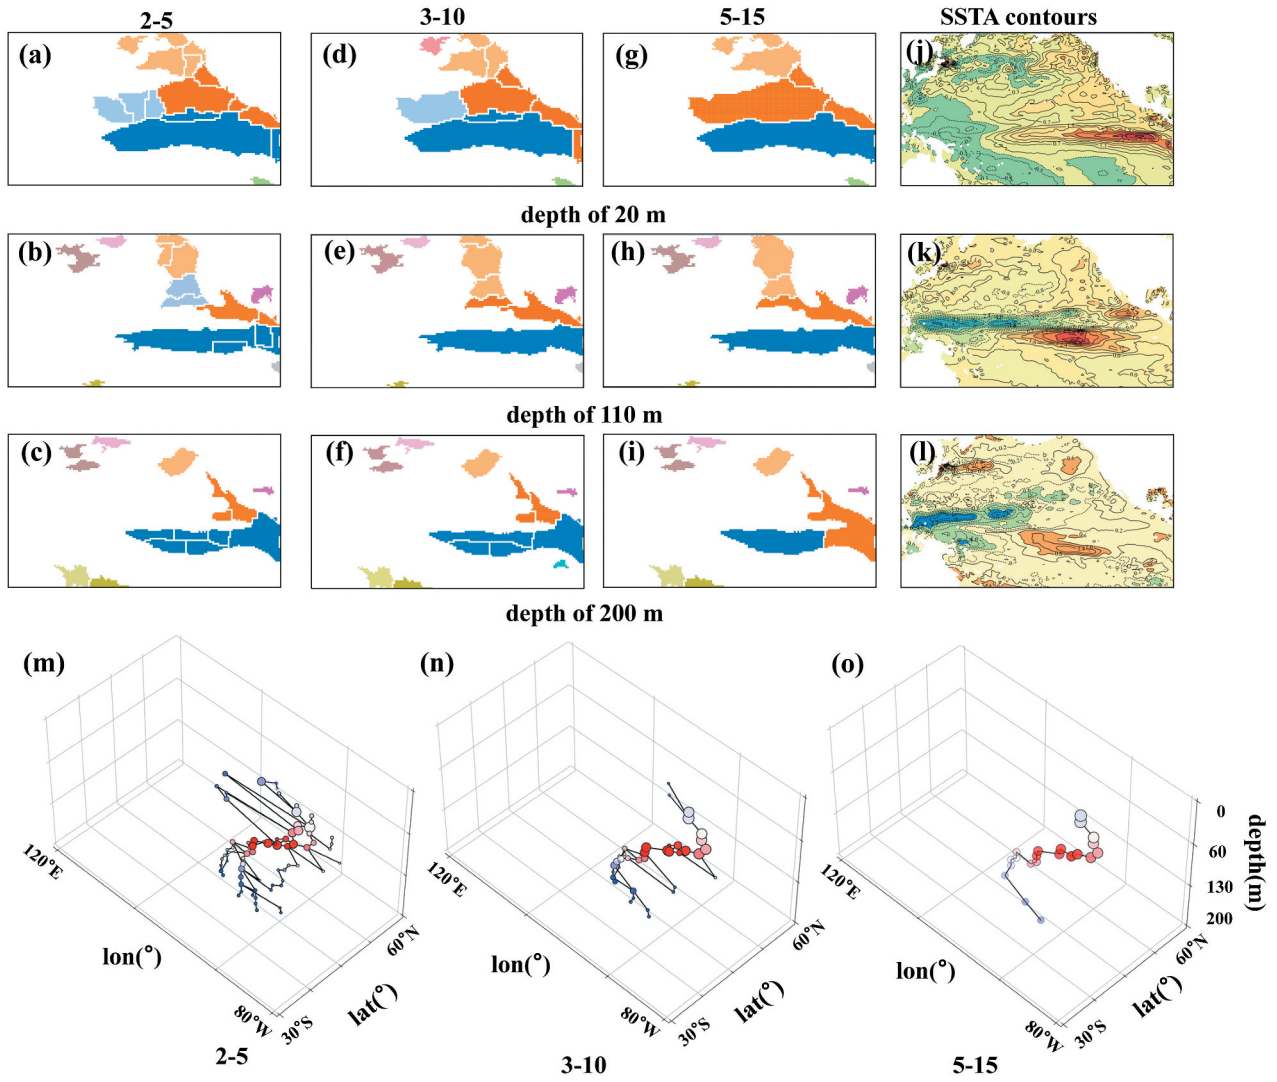 2-5 3-10 5-15 SSTA contours
(a) (d) (g) (j)
depth of 20 m
(b) (e) (h) (k)
depth of 110 m
(c) (f) (i) (l)
depth of 200 m
(m) (n) (o)
0
60
130
200
depth(m)
120°E 120°E 120°E
60°N 60°N 60°N
lon(°) lon(°) lon(°)
lat(°) lat(°) lat(°)
80°W 30°S 80°W 30°S 80°W 30°S
2-5 3-10 5-15